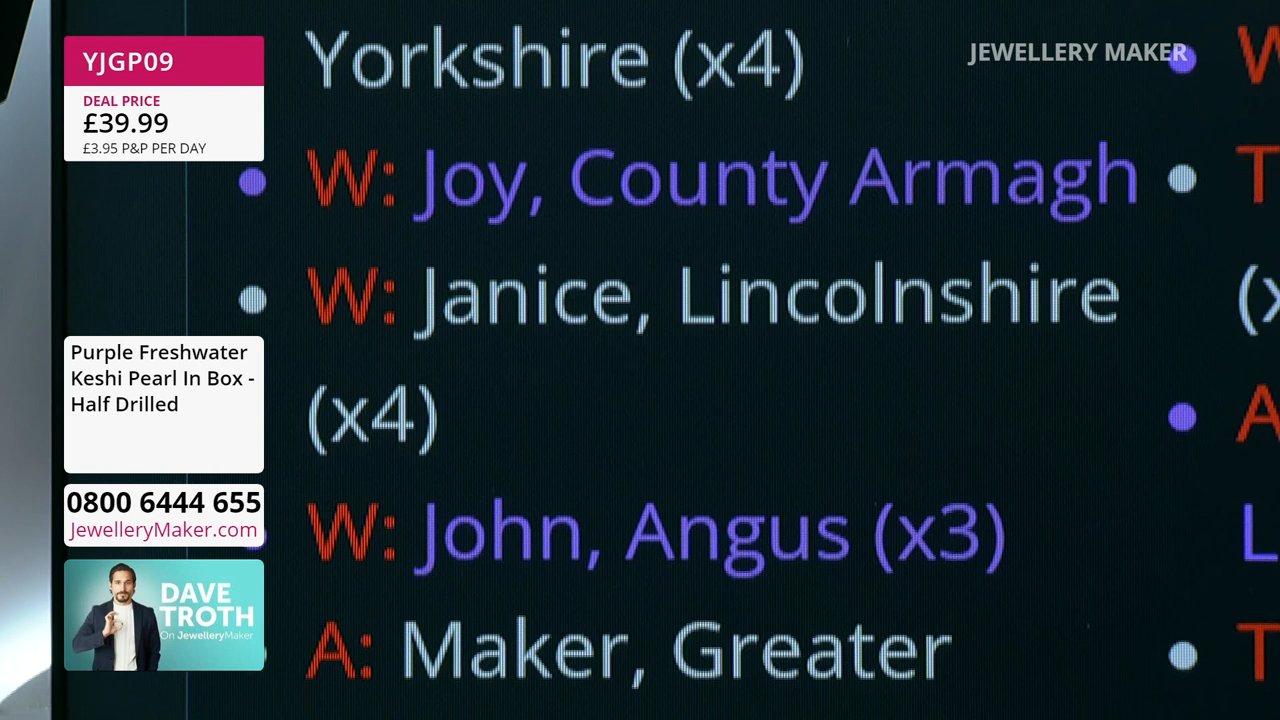 YJGP09
DEAL PRICE
£39.99
£3.95 P&P PER DAY
Purple Freshwater
Keshi Pearl In Box -
Half Drilled
0800 6444 655
JewelleryMaker.com
DAVE
TROTH
On JewelleryMaker
JEWELLERY MAKER
Yorkshire (x4)
W: Joy, County Armagh
W: Janice, Lincolnshire
(x4)
W: John, Angus (x3)
A: Maker, Greater